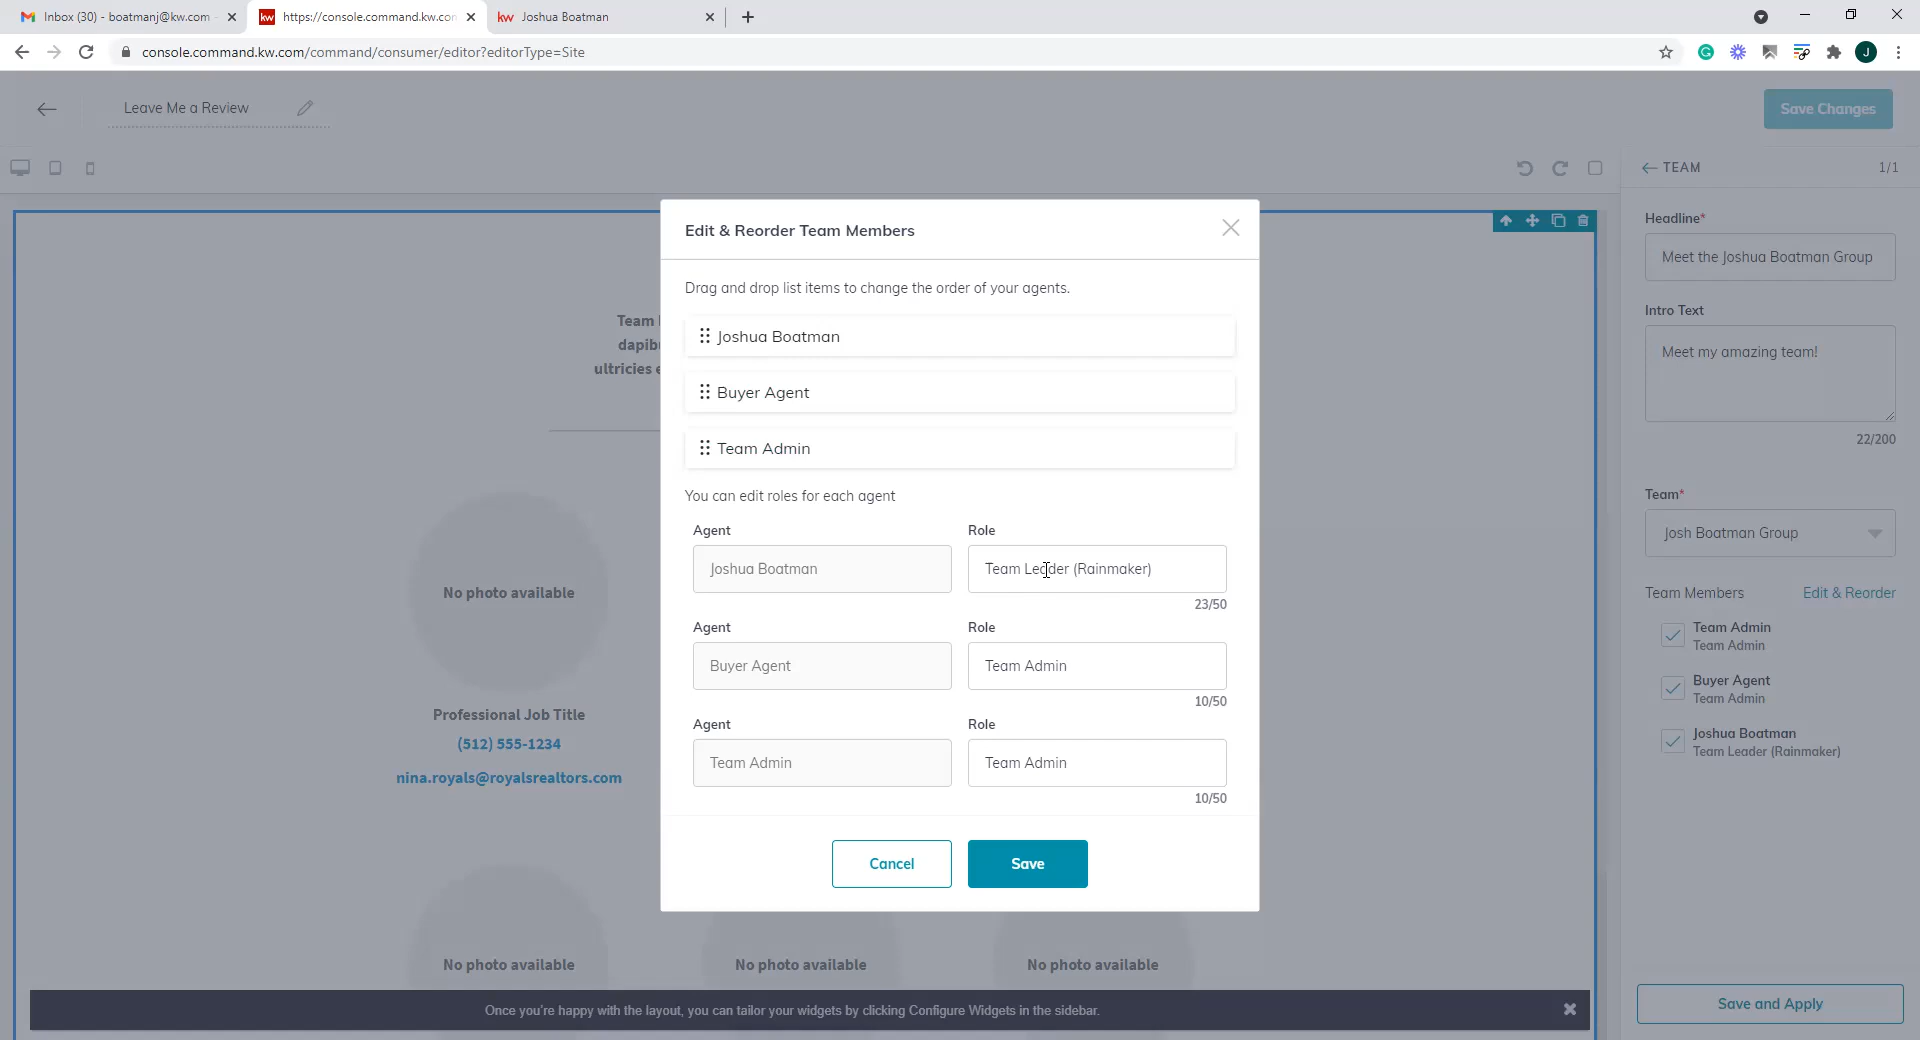 Inbox (30) - boatmanj@kw.com
kw
https://console.command.kw.con
kw
Joshua Boatman
console.command.kw.com/command/consumer/editor?editorType=Site
J
Leave Me a Review
Save Changes
TEAM
1/1
Headline*
Meet the Joshua Boatman Group
Intro Text
Meet my amazing team!
22/200
Team*
Josh Boatman Group
Team Members
Edit & Reorder
Team Admin
Team Admin
Buyer Agent
Team Admin
Joshua Boatman
Team Leader (Rainmaker)
Save and Apply
Team
dapibu
ultricies e
No photo available
Professional Job Title
(512) 555-1234
nina.royals@royalsrealtors.com
No photo available
No photo available
No photo available
Once you're happy with the layout, you can tailor your widgets by clicking Configure Widgets in the sidebar.
Edit & Reorder Team Members
Drag and drop list items to change the order of your agents.
Joshua Boatman
Buyer Agent
Team Admin
You can edit roles for each agent
Agent
Role
Joshua Boatman
Team Leader (Rainmaker)
23/50
Agent
Role
Buyer Agent
Team Admin
10/50
Agent
Role
Team Admin
Team Admin
10/50
Cancel
Save